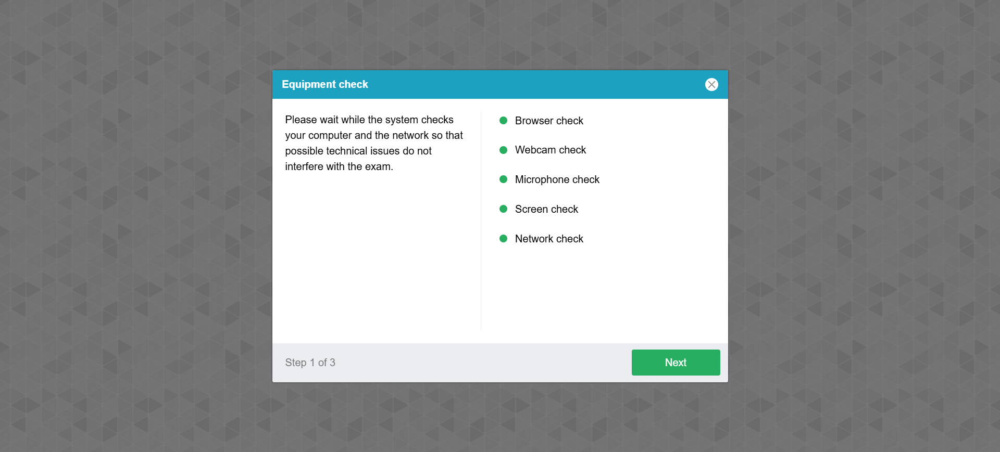 Equipment check
Please wait while the system checks
your computer and the network so that
possible technical issues do not
interfere with the exam.
Browser check
Webcam check
Microphone check
Screen check
Network check
Step 1 of 3
Next